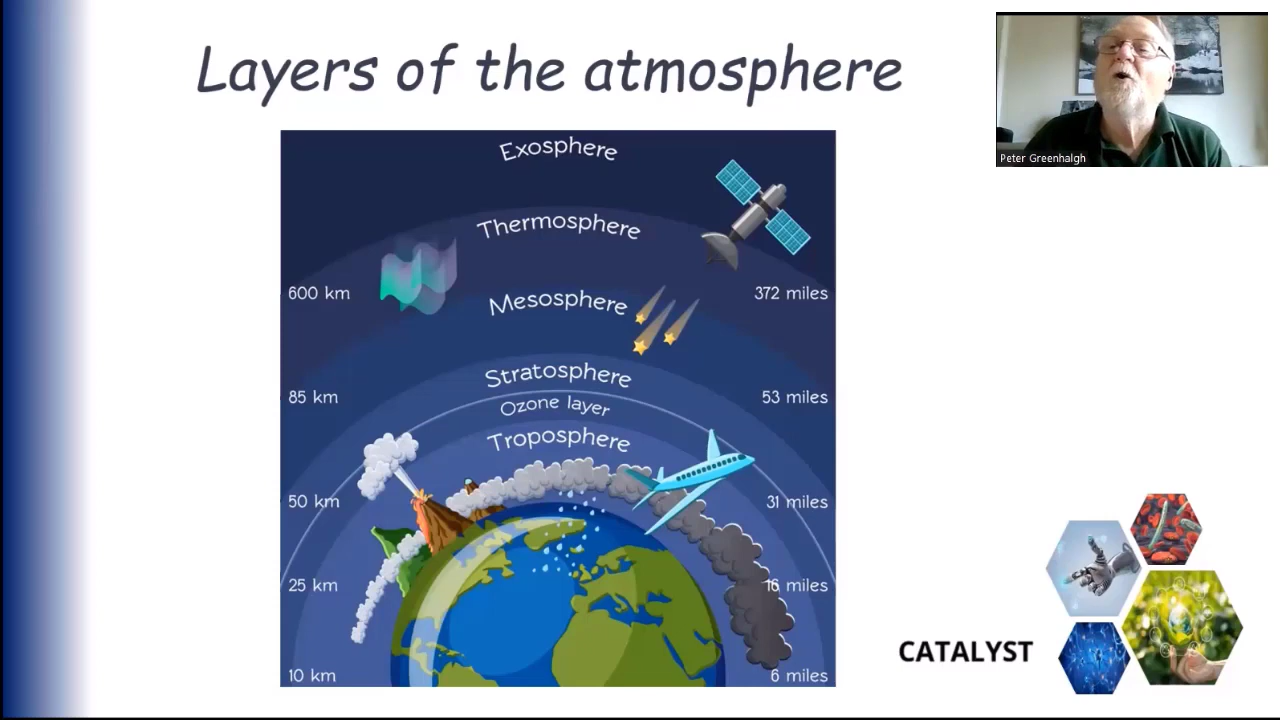 Layers of the atmosphere
Peter Greenhalgh
Exosphere
Thermosphere
600 km
372 miles
Mesosphere
Stratosphere
85 km
53 miles
Ozone layer
Troposphere
50 km
31 miles
25 km
16 miles
10 km
6 miles
CATALYST